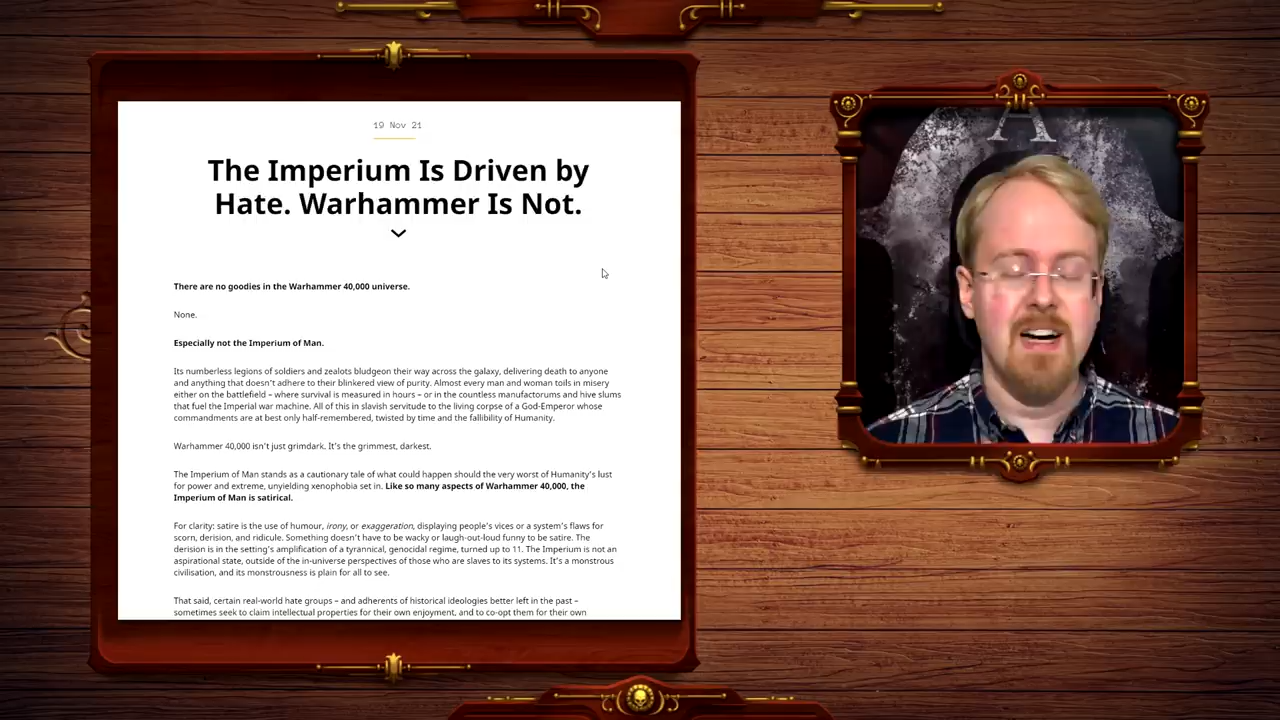 A
19 Nov 21
The Imperium Is Driven by
Hate. Warhammer Is Not.
There are no goodies in the Warhammer 40,000 universe.
None.
Especially not the Imperium of Man.
Its numberless legions of soldiers and zealots bludgeon their way across the galaxy, delivering death to anyone
and anything that doesn't adhere to their blinkered view of purity. Almost every man and woman toils in misery
either on the battlefield – where survival is measured in hours – or in the countless manufactorums and hive slums
that fuel the Imperial war machine. All of this in slavish servitude to the living corpse of a God-Emperor whose
commandments are at best only half-remembered, twisted by time and the fallibility of Humanity.
Warhammer 40,000 isn't just grimdark. It's the grimmest, darkest.
The Imperium of Man stands as a cautionary tale of what could happen should the very worst of Humanity's lust
for power and extreme, unyielding xenophobia set in. Like so many aspects of Warhammer 40,000, the
Imperium of Man is satirical.
For clarity: satire is the use of humour, irony, or exaggeration, displaying people's vices or a system's flaws for
scorn, derision, and ridicule. Something doesn't have to be wacky or laugh-out-loud funny to be satire. The
derision is in the setting's amplification of a tyrannical, genocidal regime, turned up to 11. The Imperium is not an
aspirational state, outside of the in-universe perspectives of those who are slaves to its systems. It's a monstrous
civilisation, and its monstrousness is plain for all to see.
That said, certain real-world hate groups – and adherents of historical ideologies better left in the past –
sometimes seek to claim intellectual properties for their own enjoyment, and to co-opt them for their own